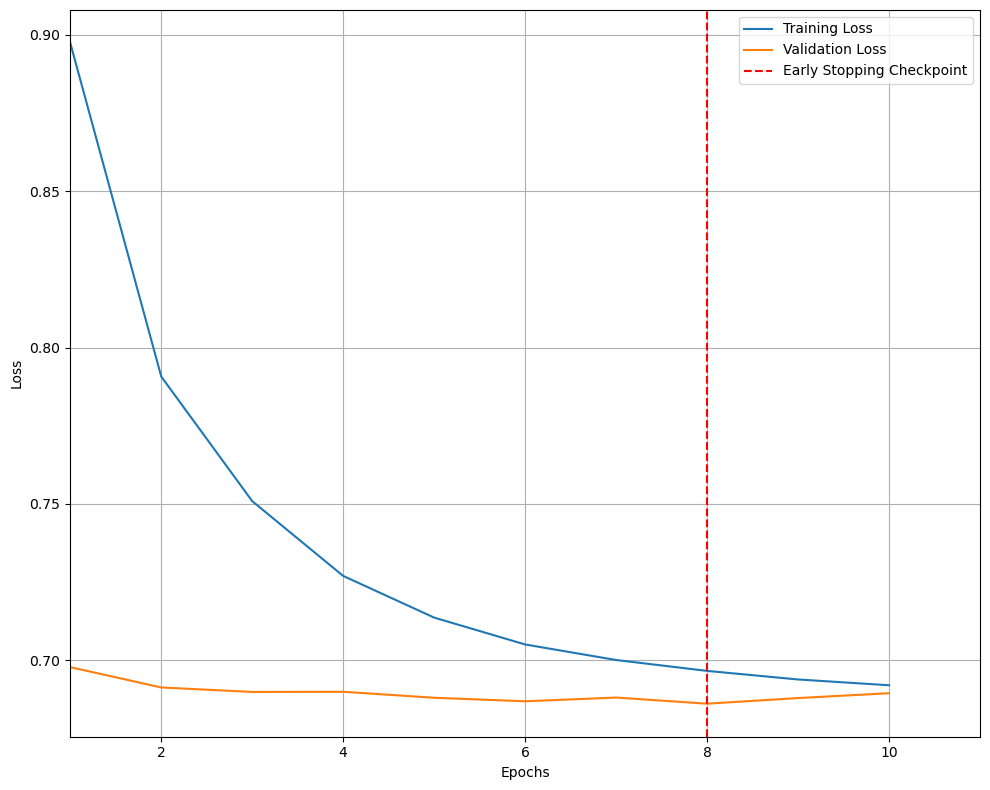 0.90
0.85
0.80
0.75
0.70
Loss
2
4
6
8
10
Epochs
Training Loss
Validation Loss
Early Stopping Checkpoint